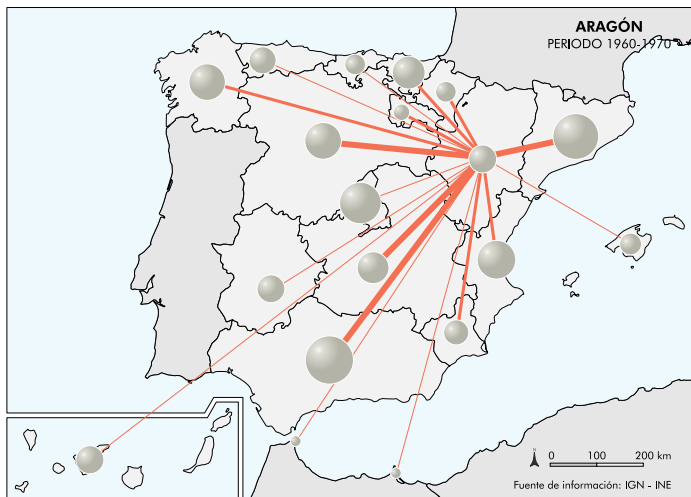 ARAGÓN
PERIODO 1960-1970
N
0 100 200 km
Fuente de información: IGN - INE